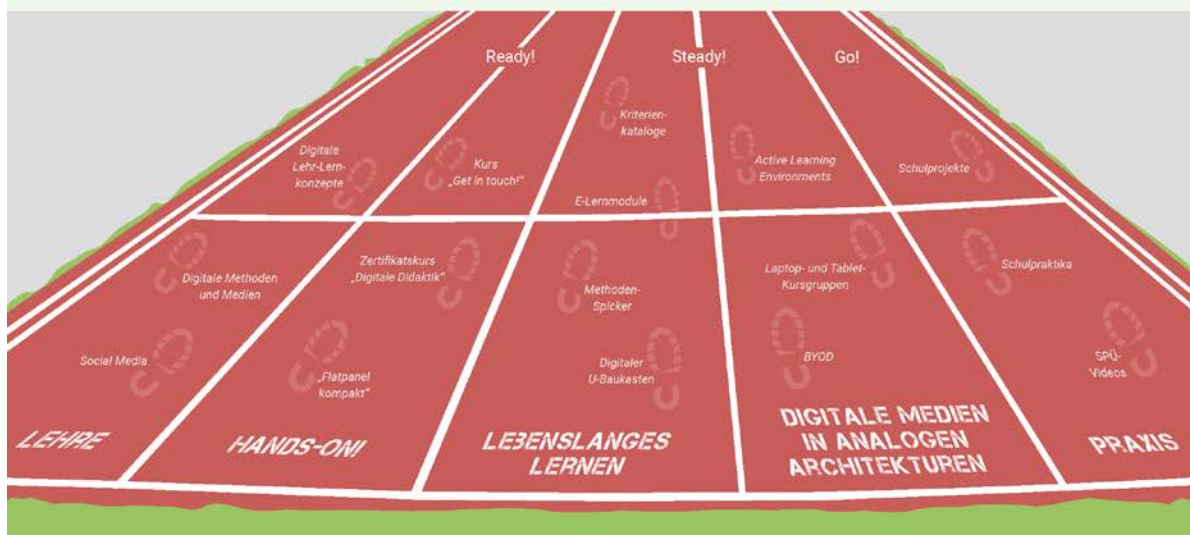 Ready!
Steady!
Go!
Kriterien-
kataloge
Digitale
Lehr-Lern-
konzepte
Kurs
„Get in touch!“
Active Learning
Environments
Schulprojekte
E-Lernmodule
Digitale Methoden
und Medien
Zertifikatskurs
„Digitale Didaktik“
Methoden-
Spicker
Laptop- und Tablet-
Kursgruppen
Schulpraktika
Social Media
„Flatpanel
kompakt“
Digitaler
U-Baukasten
BYOD
SPÜ-
Videos
LEHRE
HANDS-ON!
LEBENSLANGES
LERNEN
DIGITALE MEDIEN
IN ANALOGEN
ARCHITEKTUREN
PRAXIS